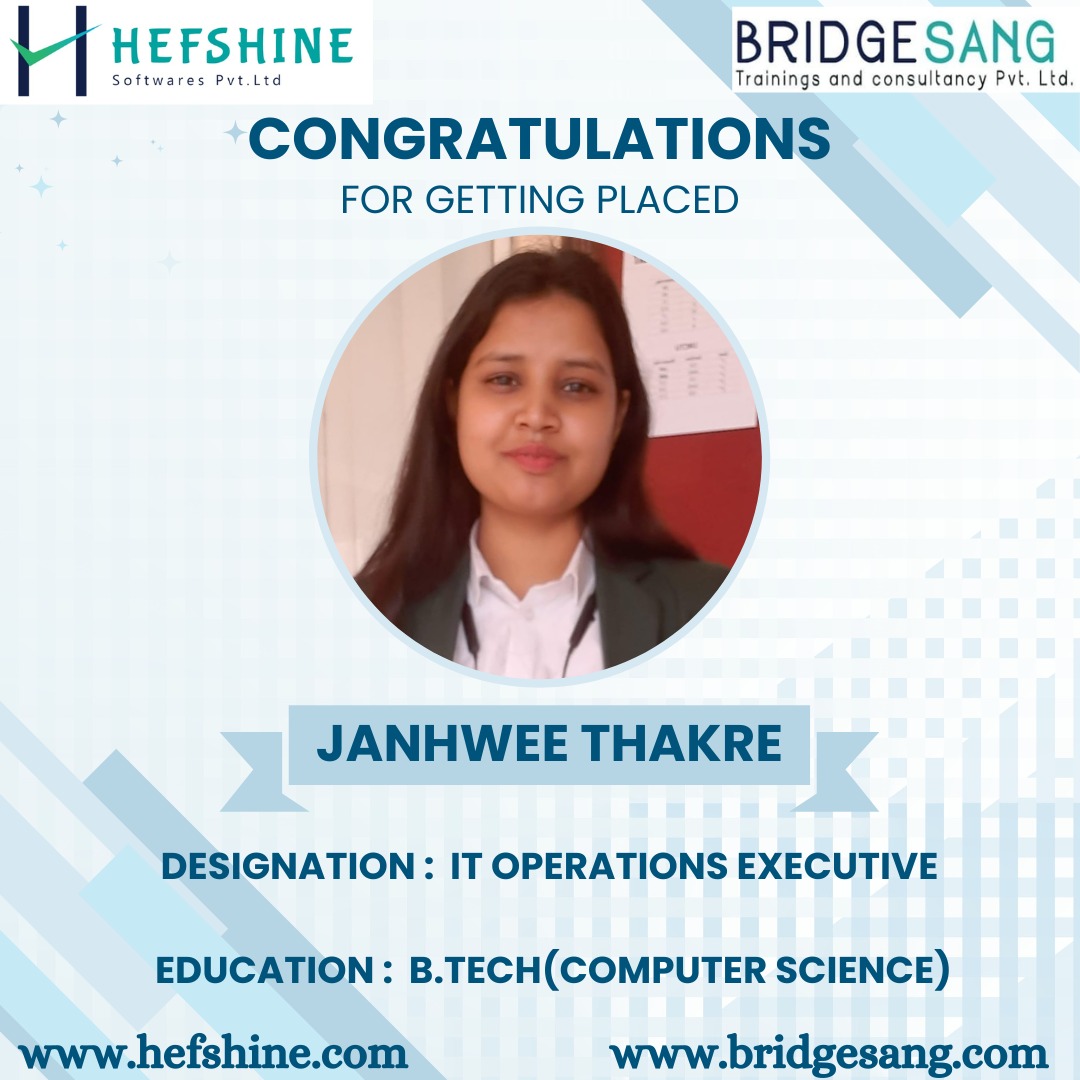 HEFSHINE
Softwares Pvt.Ltd
BRIDGESANG
Trainings and consultancy Pvt. Ltd.
CONGRATULATIONS
FOR GETTING PLACED
JANHWEE THAKRE
DESIGNATION : IT OPERATIONS EXECUTIVE
EDUCATION : B.TECH(COMPUTER SCIENCE)
www.hefshine.com
www.bridgesang.com